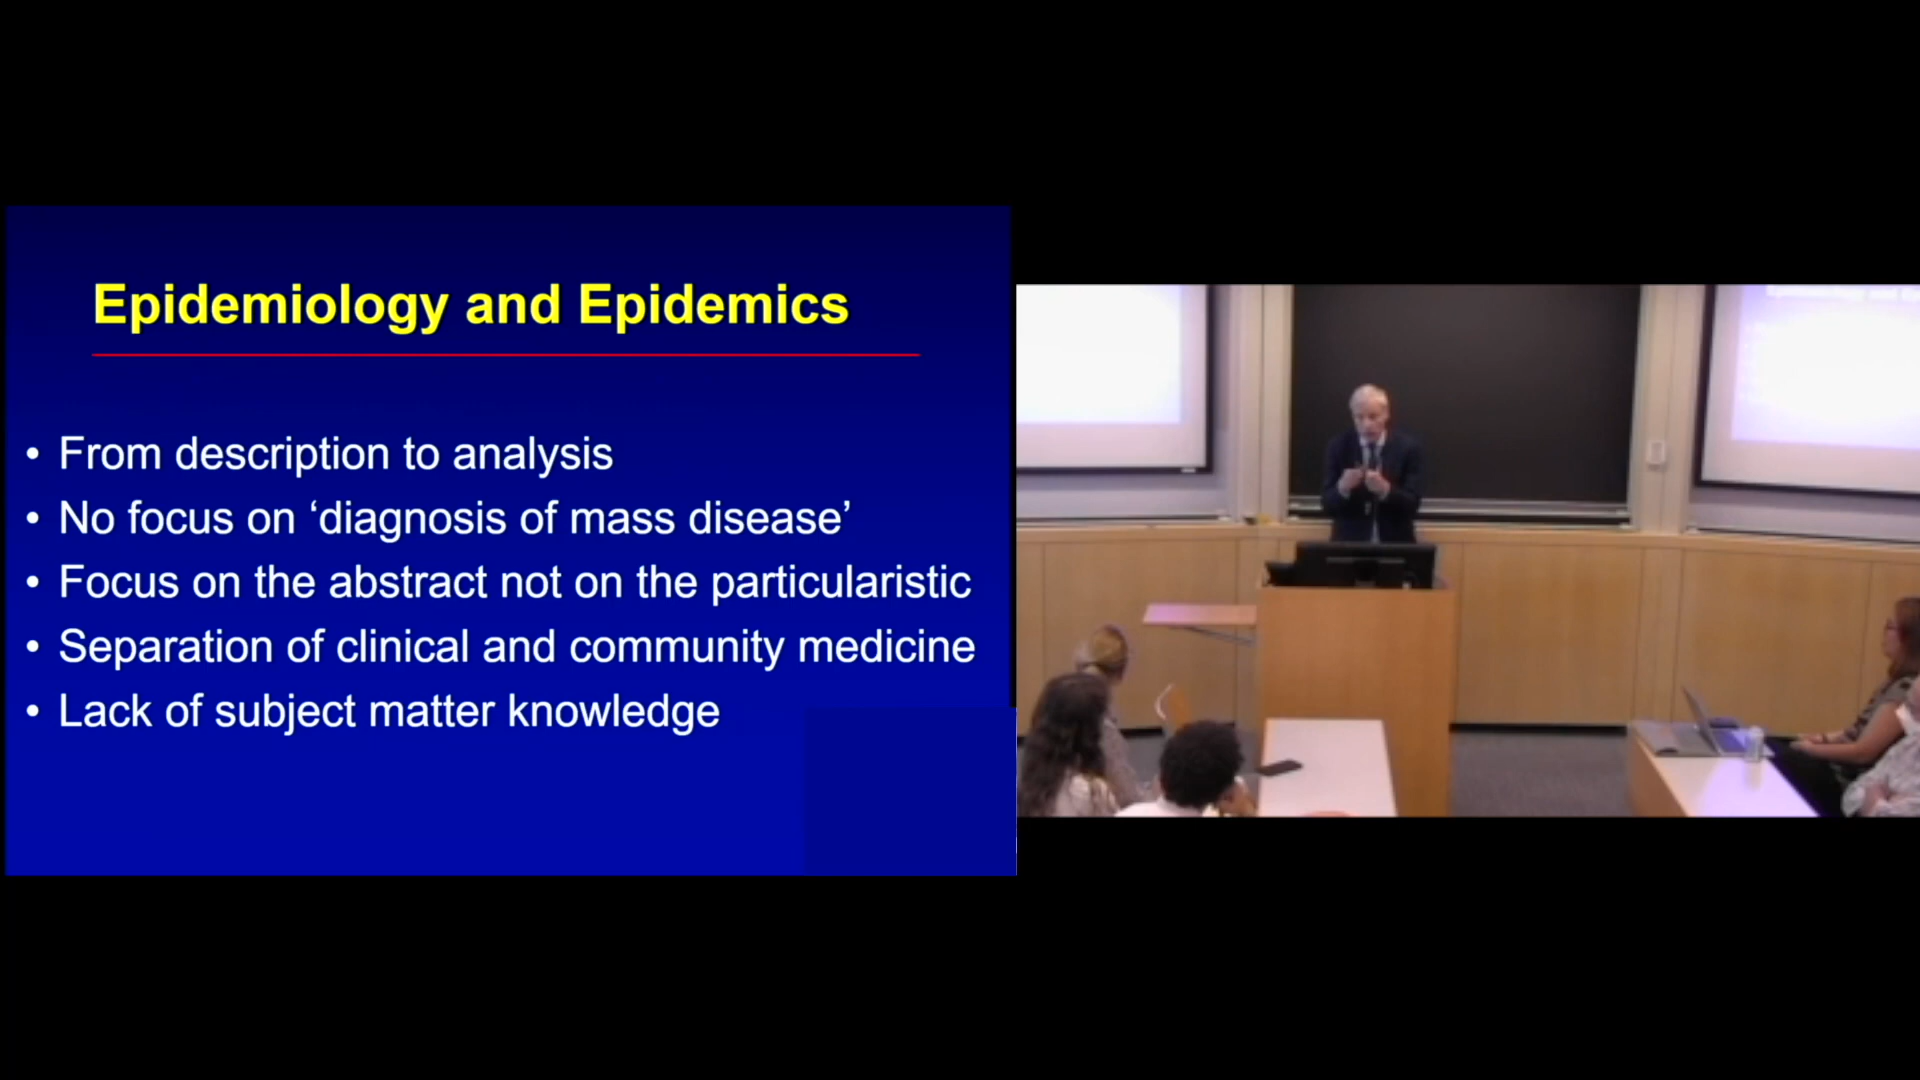 Epidemiology and Epidemics
• From description to analysis
• No focus on ‘diagnosis of mass disease’
• Focus on the abstract not on the particularistic
• Separation of clinical and community medicine
• Lack of subject matter knowledge